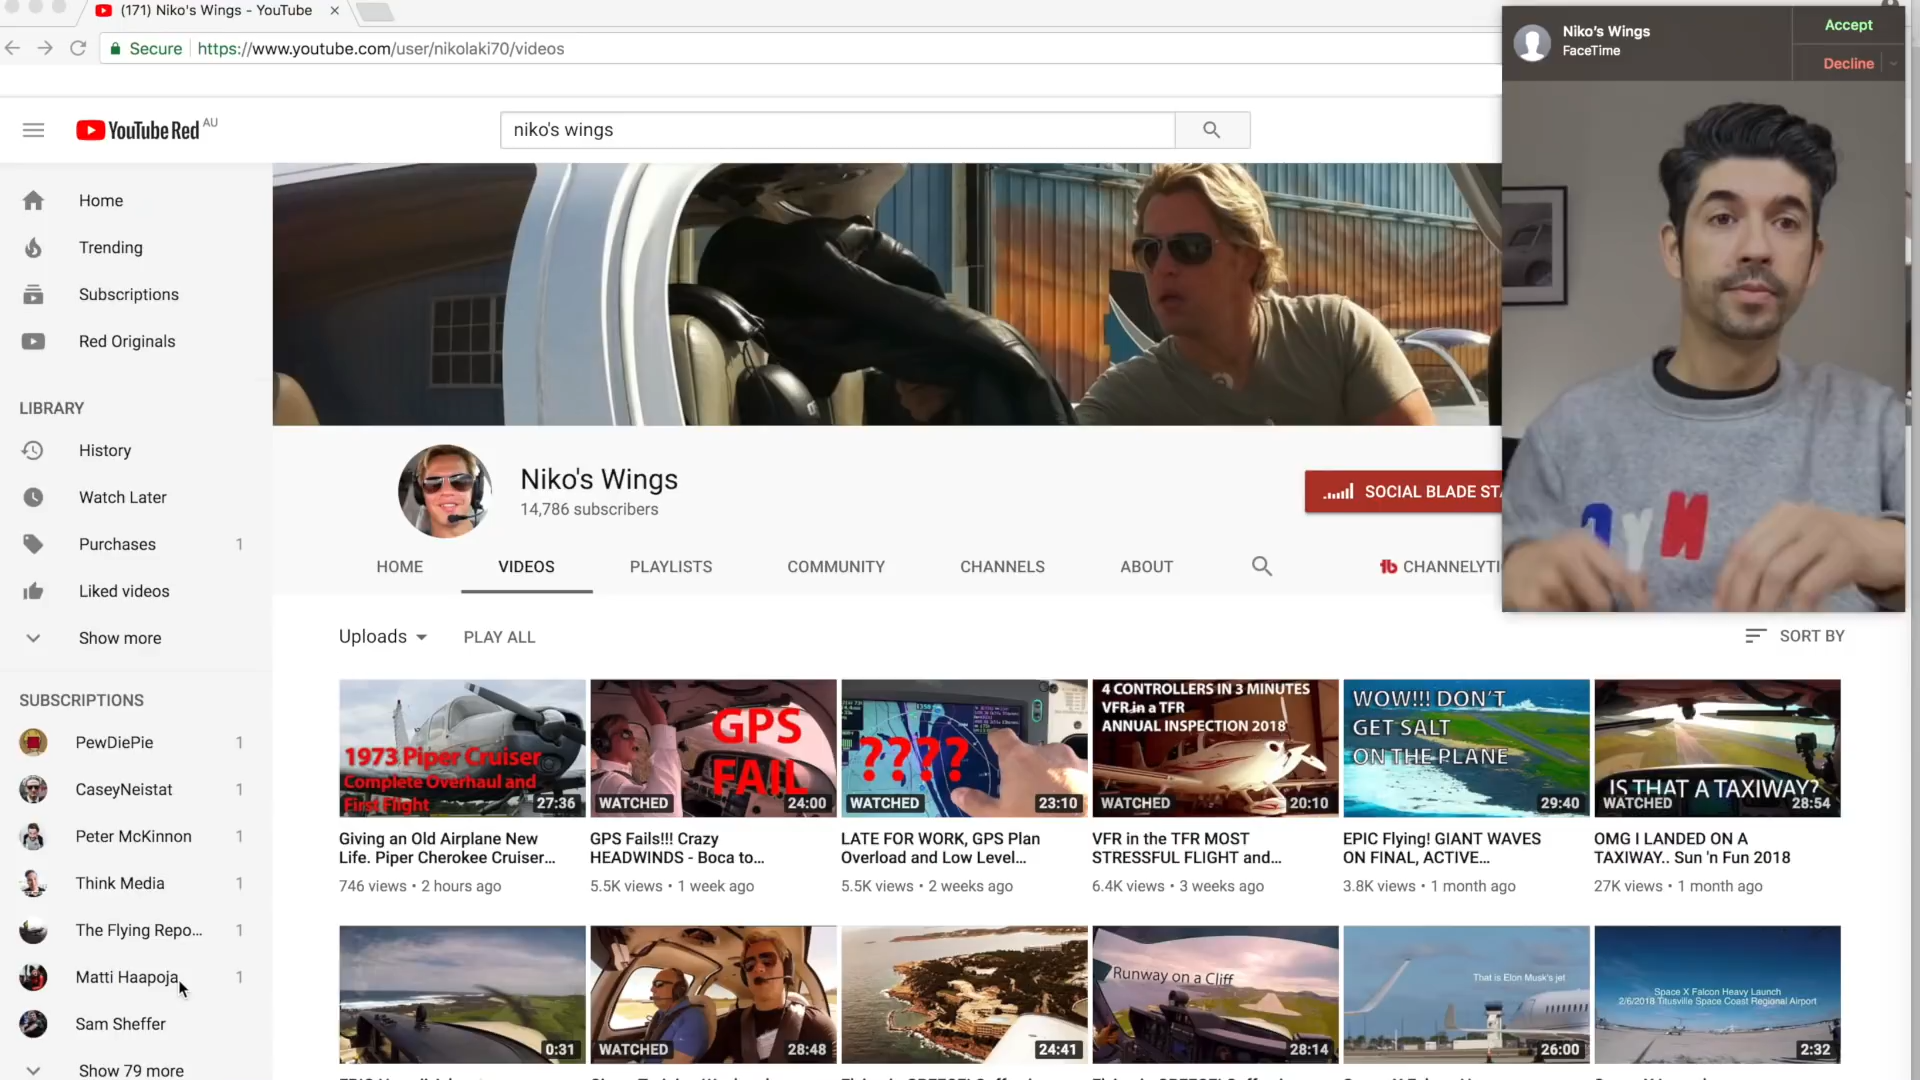 (171) Niko's Wings - YouTube
Secure
https://www.youtube.com/user/nikolaki70/videos
Niko's Wings
FaceTime
Accept
Decline
YouTube Red AU
niko's wings
Home
Trending
Subscriptions
Red Originals
LIBRARY
History
Watch Later
Purchases 1
Liked videos
Show more
SUBSCRIPTIONS
PewDiePie 1
CaseyNeistat 1
Peter McKinnon 1
Think Media 1
The Flying Repo... 1
Matti Haapoja 1
Sam Sheffer
Show 79 more
Niko's Wings
14,786 subscribers
SOCIAL BLADE STA
HOME
VIDEOS
PLAYLISTS
COMMUNITY
CHANNELS
ABOUT
CHANNELYTI
Uploads
PLAY ALL
SORT BY
1973 Piper Cruiser
Complete Overhaul and
First Flight
27:36
Giving an Old Airplane New
Life. Piper Cherokee Cruiser...
746 views • 2 hours ago
GPS
FAIL
WATCHED
24:00
GPS Fails!!! Crazy
HEADWINDS - Boca to...
5.5K views • 1 week ago
????
WATCHED
23:10
LATE FOR WORK, GPS Plan
Overload and Low Level...
5.5K views • 2 weeks ago
4 CONTROLLERS IN 3 MINUTES
VFR in a TFR
ANNUAL INSPECTION 2018
WATCHED
20:10
VFR in the TFR MOST
STRESSFUL FLIGHT and...
6.4K views • 3 weeks ago
WOW!!! DON'T
GET SALT
ON THE PLANE
29:40
EPIC Flying! GIANT WAVES
ON FINAL, ACTIVE...
3.8K views • 1 month ago
IS THAT A TAXIWAY?
WATCHED
28:54
OMG I LANDED ON A
TAXIWAY.. Sun 'n Fun 2018
27K views • 1 month ago
0:31
WATCHED
28:48
24:41
Runway on a Cliff
28:14
That is Elon Musk's jet
26:00
Space X Falcon Heavy Launch
2/6/2018 Titusville Space Coast Regional Airport
2:32